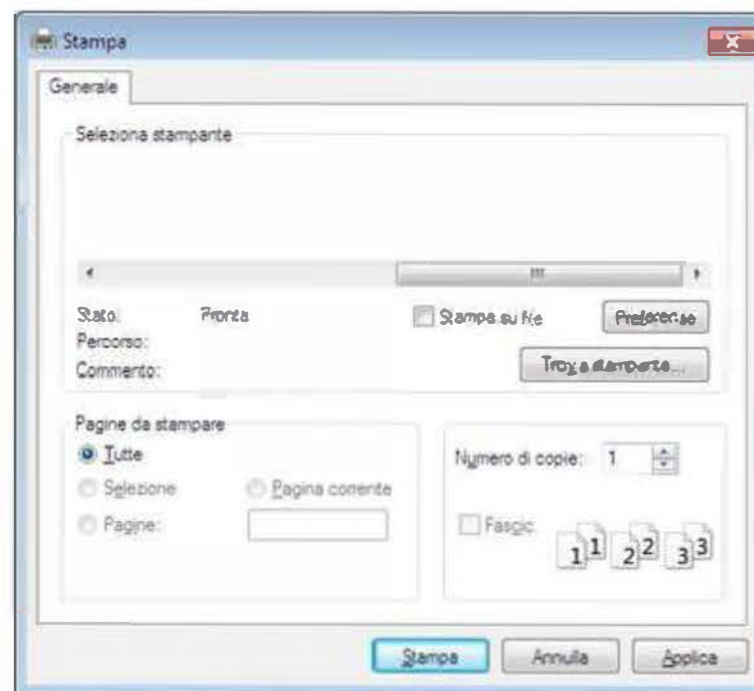 Stampa
Generale
Seleziona stampante
Stato: Pronta
Stampa su file
Preferenze
Percorso:
Commento:
Trova stampante...
Pagine da stampare
Tutte
Selezione
Pagina corrente
Pagine:
Numero di copie: 1
Fascic
1 1 2 2 3 3
Stampa
Annulla
Applica